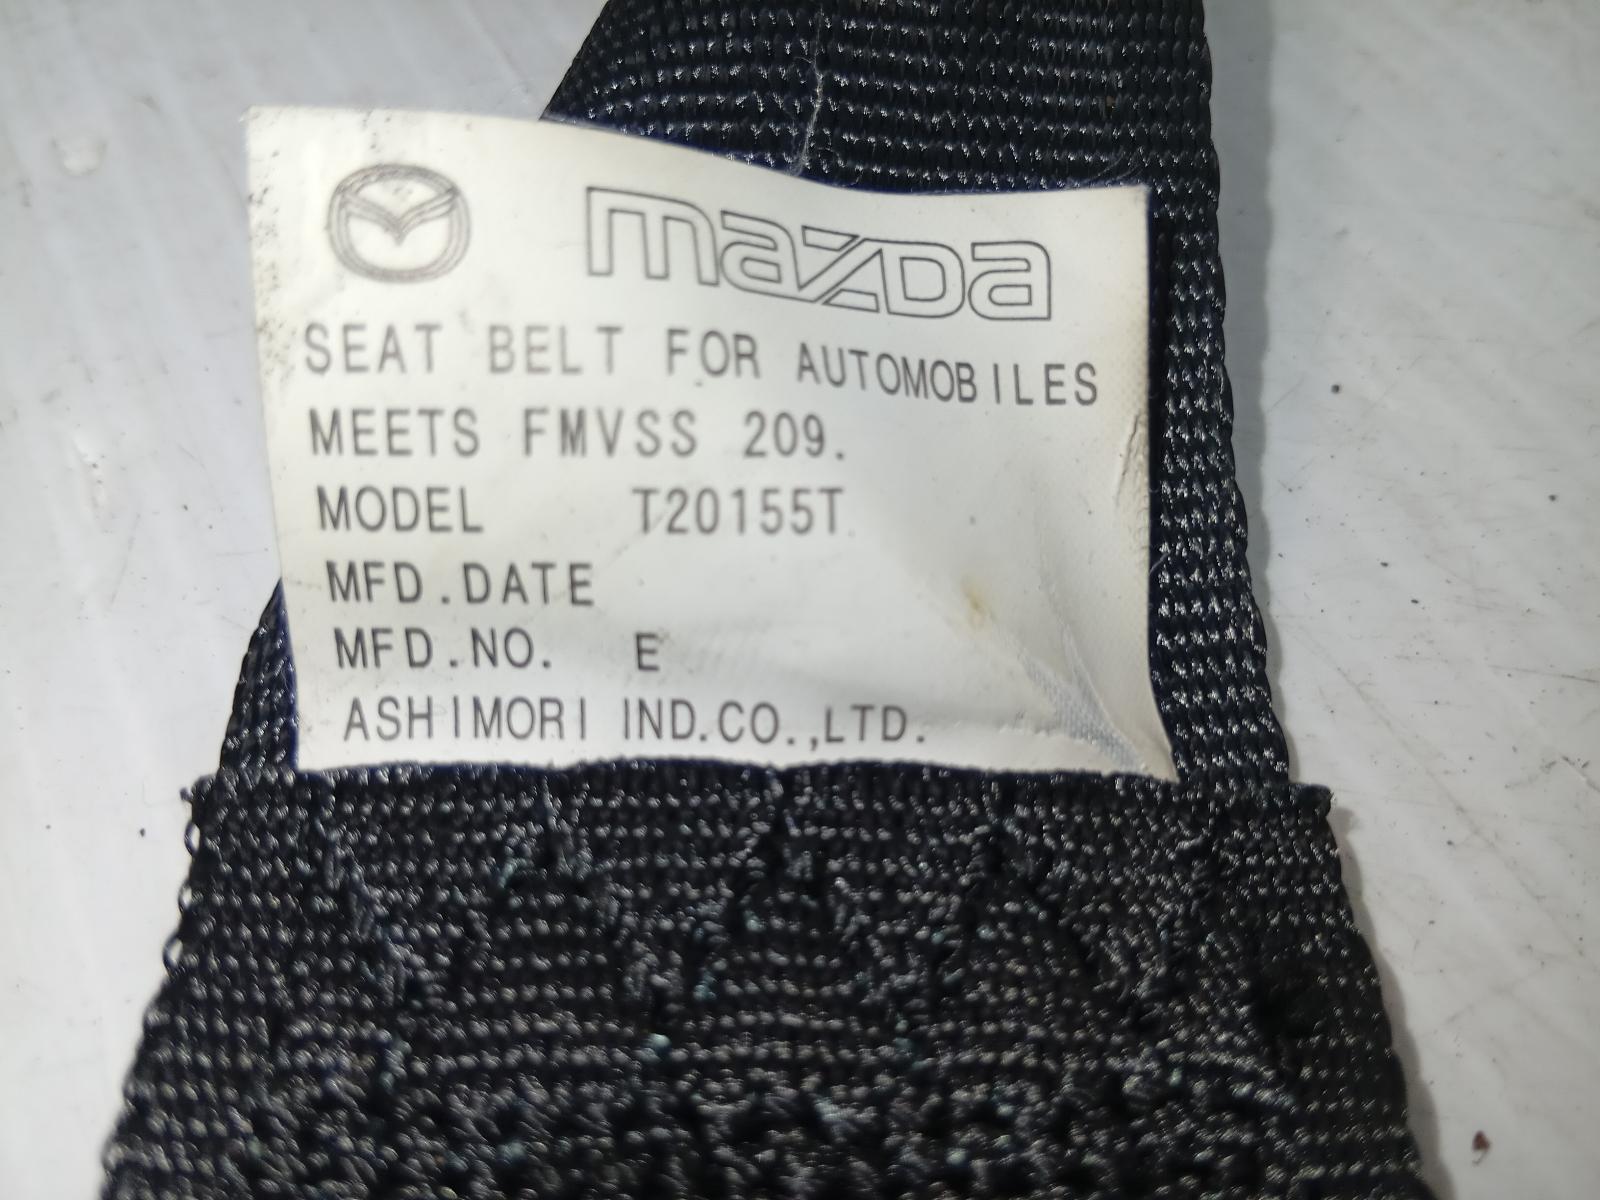 mazda
SEAT BELT FOR AUTOMOBILES
MEETS FMVSS 209.
MODEL T20155T
MFD.DATE
MFD.NO. E
ASHIMORI IND.CO.,LTD.